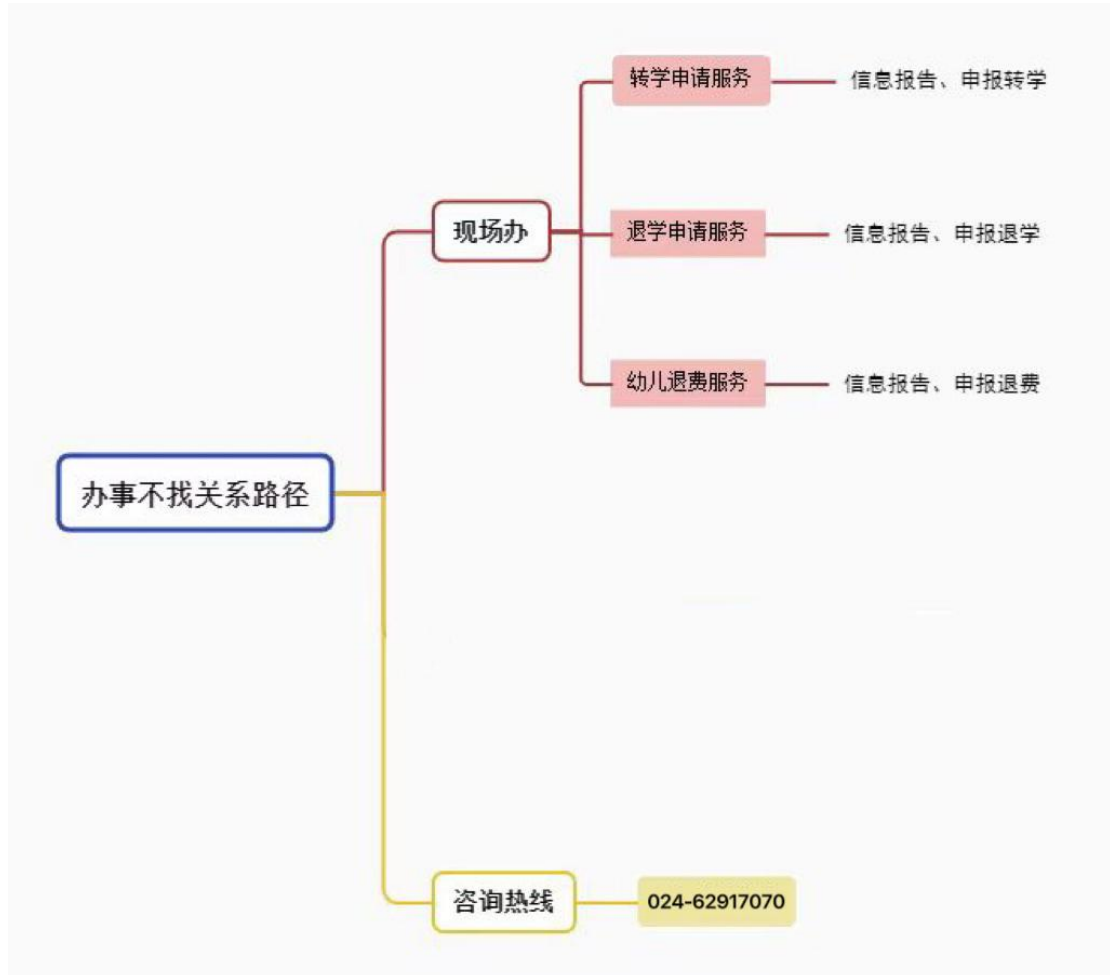 转学申请服务 信息报告、申报转学
现场办
退学申请服务 信息报告、申报退学
幼儿退费服务 信息报告、申报退费
办事不找关系路径
咨询热线 024-62917070